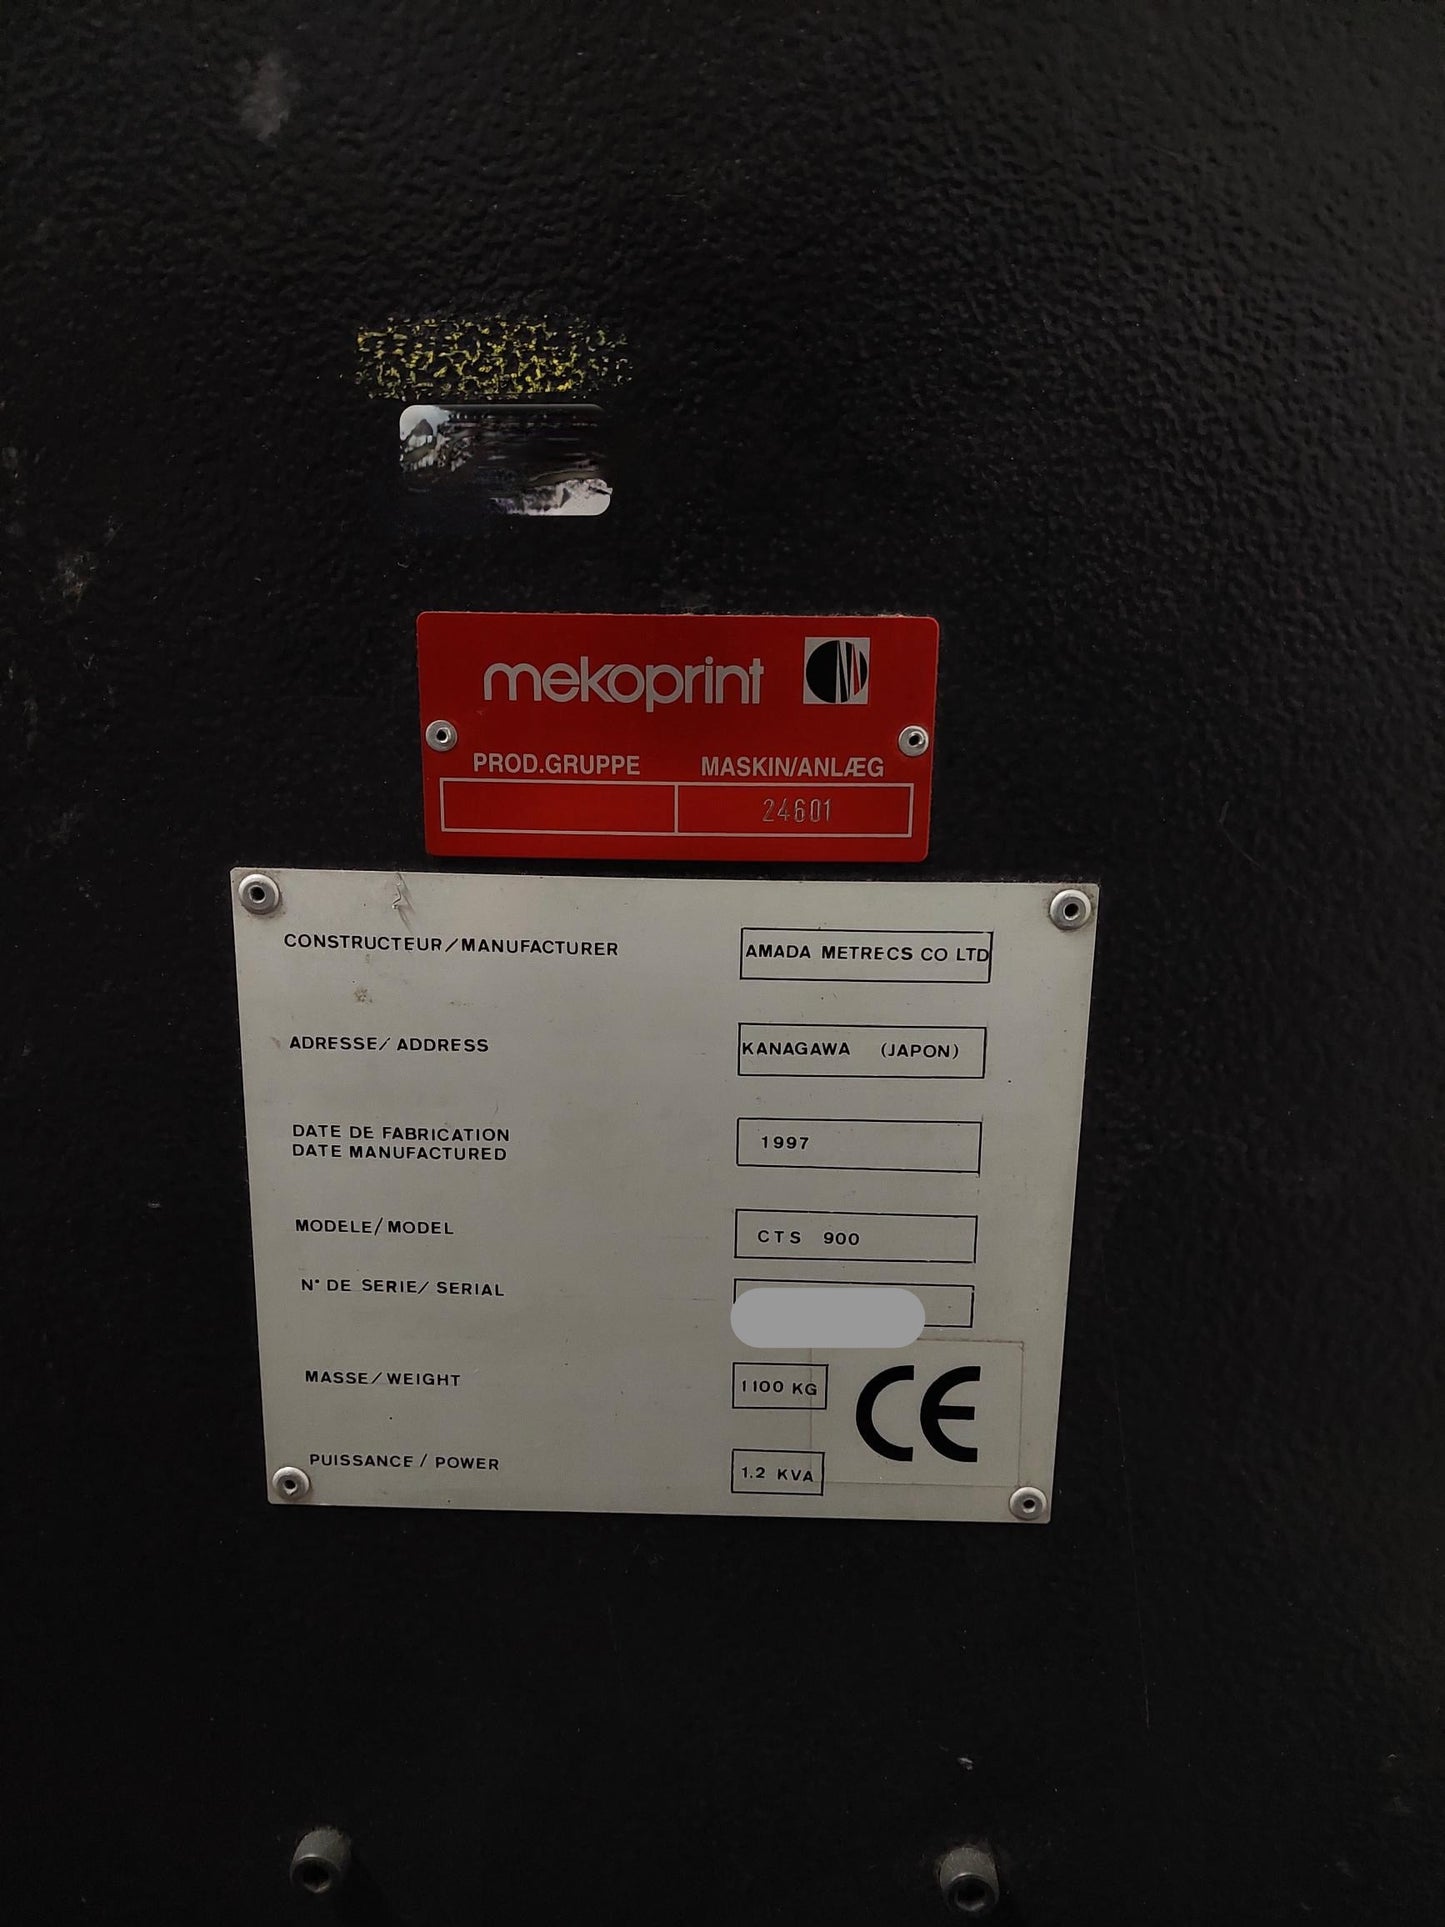 mekoprint
PROD.GRUPPE MASKIN/ANLÆG
24601
CONSTRUCTEUR/MANUFACTURER AMADA METRECS CO LTD
ADRESSE/ ADDRESS KANAGAWA (JAPON)
DATE DE FABRICATION
DATE MANUFACTURED 1997
MODELE/MODEL CTS 900
N° DE SERIE/ SERIAL
MASSE/WEIGHT 1100 KG
CE
PUISSANCE / POWER 1.2 KVA